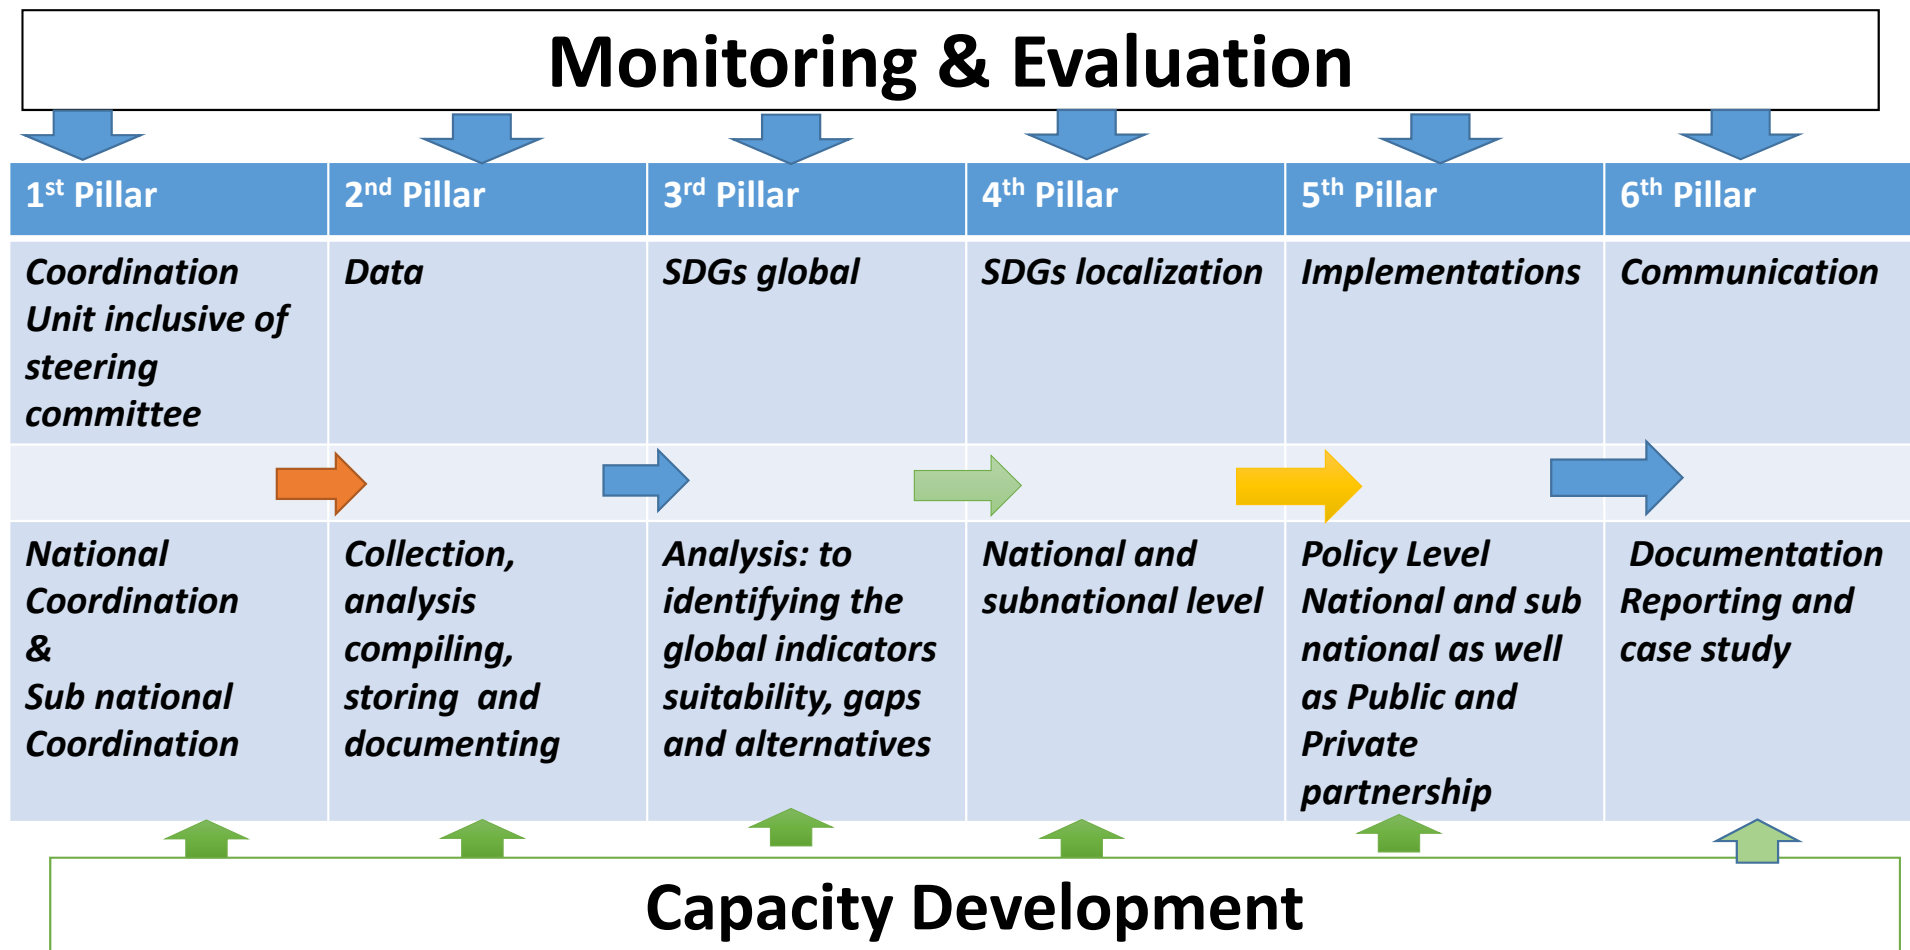 Monitoring & Evaluation
1st Pillar
2nd Pillar
3rd Pillar
4th Pillar
5th Pillar
6th Pillar
Coordination
Unit inclusive of
steering
committee
Data
SDGs global
SDGs localization
Implementations
Communication
National
Coordination
&
Sub national
Coordination
Collection,
analysis
compiling,
storing and
documenting
Analysis: to
identifying the
global indicators
suitability, gaps
and alternatives
National and
subnational level
Policy Level
National and sub
national as well
as Public and
Private
partnership
Documentation
Reporting and
case study
Capacity Development